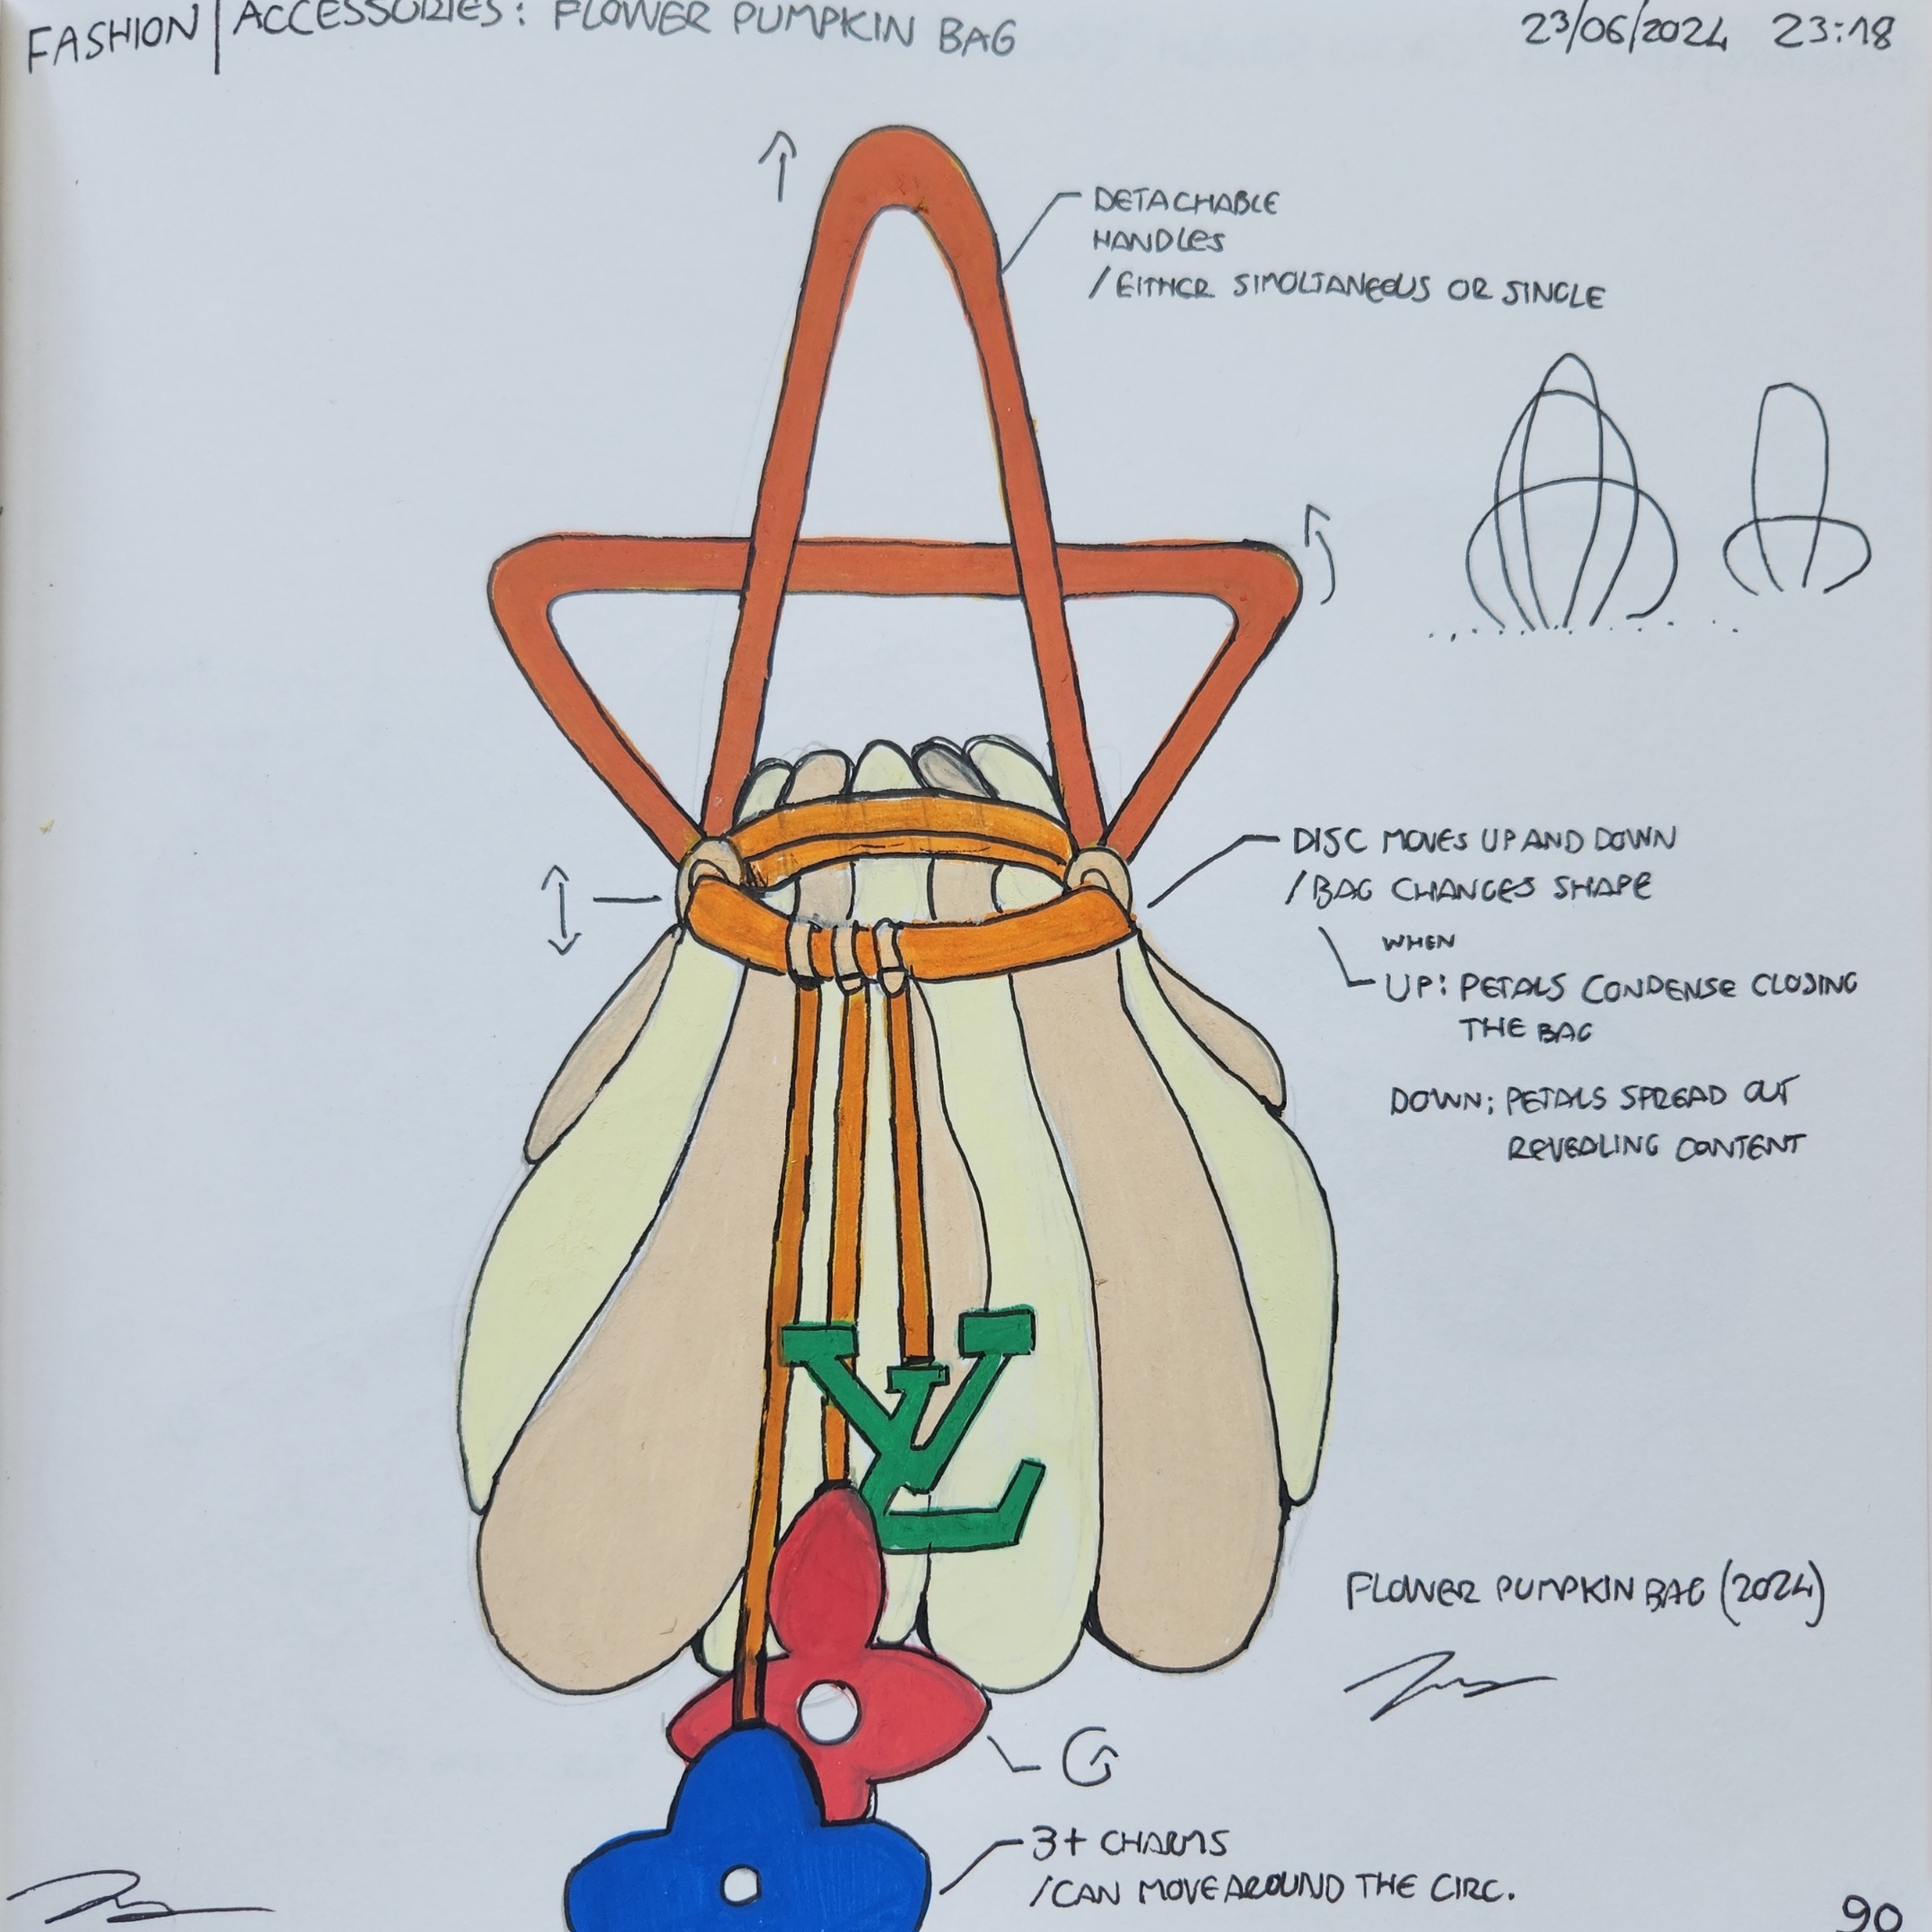 FASHION | ACCESSORIES: FLOWER PUMPKIN BAG
23/06/2024 23:18
DETACHABLE
HANDLES
/EITHER SIMOLTANEOUS OR SINGLE
DISC MOVES UP AND DOWN
/BAG CHANGES SHAPE
WHEN
UP: PETALS CONDENSE CLOSING
THE BAG
DOWN: PETALS SPREAD OUT
REVEALING CONTENT
LV
FLOWER PUMPKIN BAG (2024)
3+ CHARMS
/CAN MOVE AROUND THE CIRC.
90